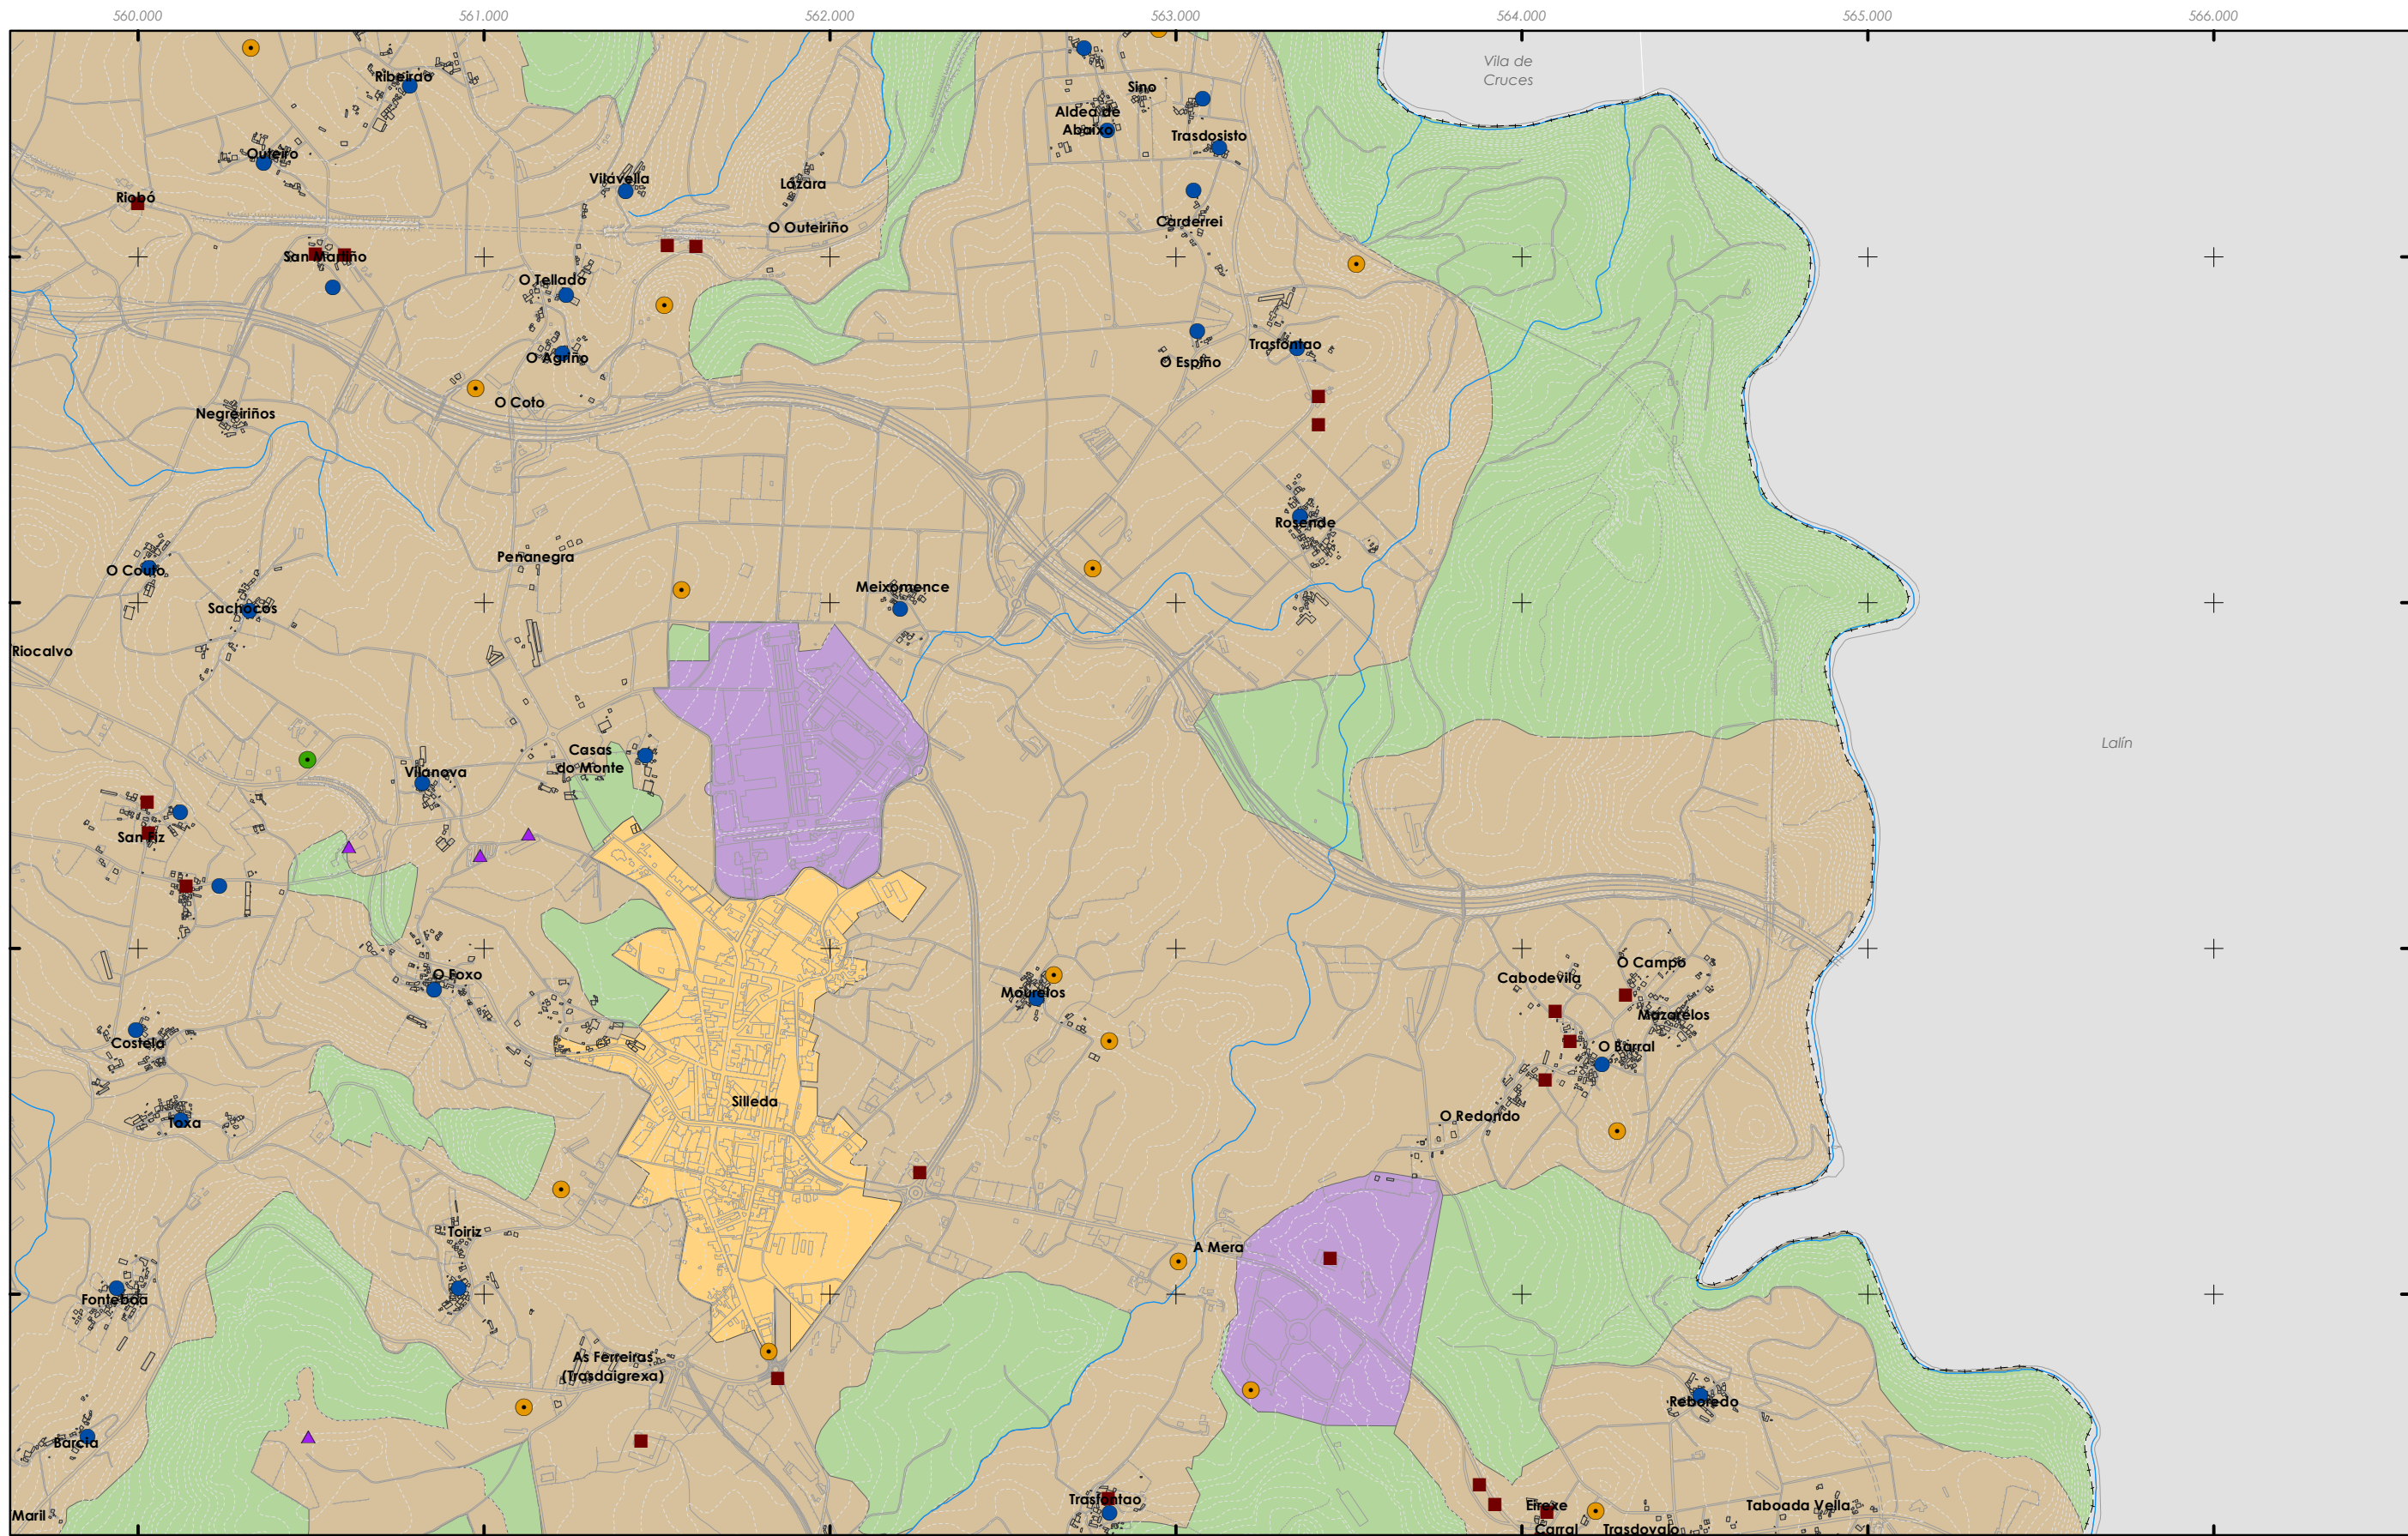 560.000 561.000 562.000 563.000 564.000 565.000 566.000
Vila de
Cruces
Ribeirao
Sino
Aldea de
Abaixo
Trasdosisto
Outeiro
Vilavella
Lázara
Riobó
O Outeiriño
Carderrei
San Martiño
O Tellado
O Agriño
O Espiño
Trasfontao
O Coto
Negreiriños
Rosende
Penanegra
O Couto
Meixomence
Sachocos
Riocalvo
Lalín
Casas
do Monte
Vilanova
San Fiz
O Foxo
Cabodevila
O Campo
Mourelos
Mazarelos
Costela
O Barral
Silleda
O Redondo
Toxa
Toiriz
A Mera
Fonteboa
As Ferreiras
(Trasdaigrexa)
Reboredo
Barcia
Trasfontao
Eirexe
Taboada Vella
Maril
Carral
Trasdovalo